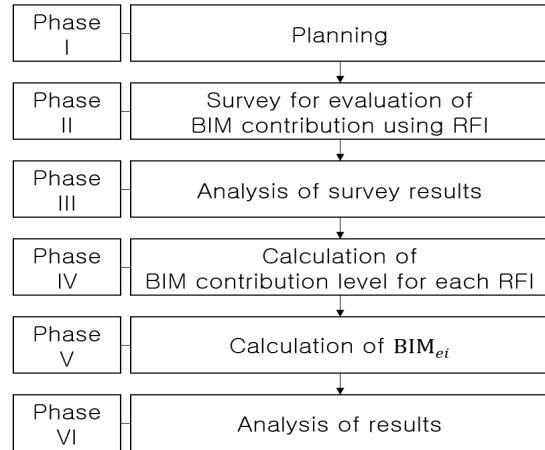 Phase
I
Planning
Phase
II
Survey for evaluation of
BIM contribution using RFI
Phase
III
Analysis of survey results
Phase
IV
Calculation of
BIM contribution level for each RFI
Phase
V
Calculation of BIM_ei
Phase
VI
Analysis of results